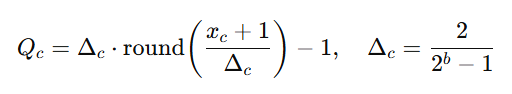 Q_c = Δ_c · round( (x_c + 1) / Δ_c ) − 1,  Δ_c = 2 / (2^b − 1)